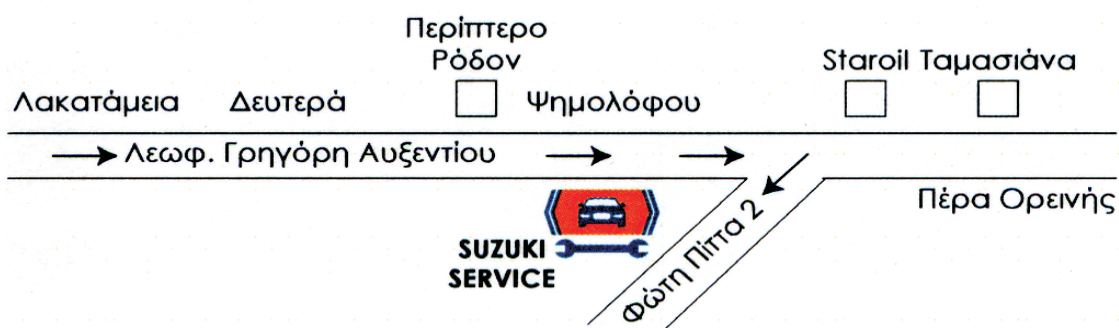 Περίπτερο
Ρόδον
Staroil Ταμασιάνα
Λακατάμεια Δευτερά Ψημολόφου
Λεωφ. Γρηγόρη Αυξεντίου
Πέρα Ορεινής
SUZUKI
SERVICE
Φώτη Πίττα 2